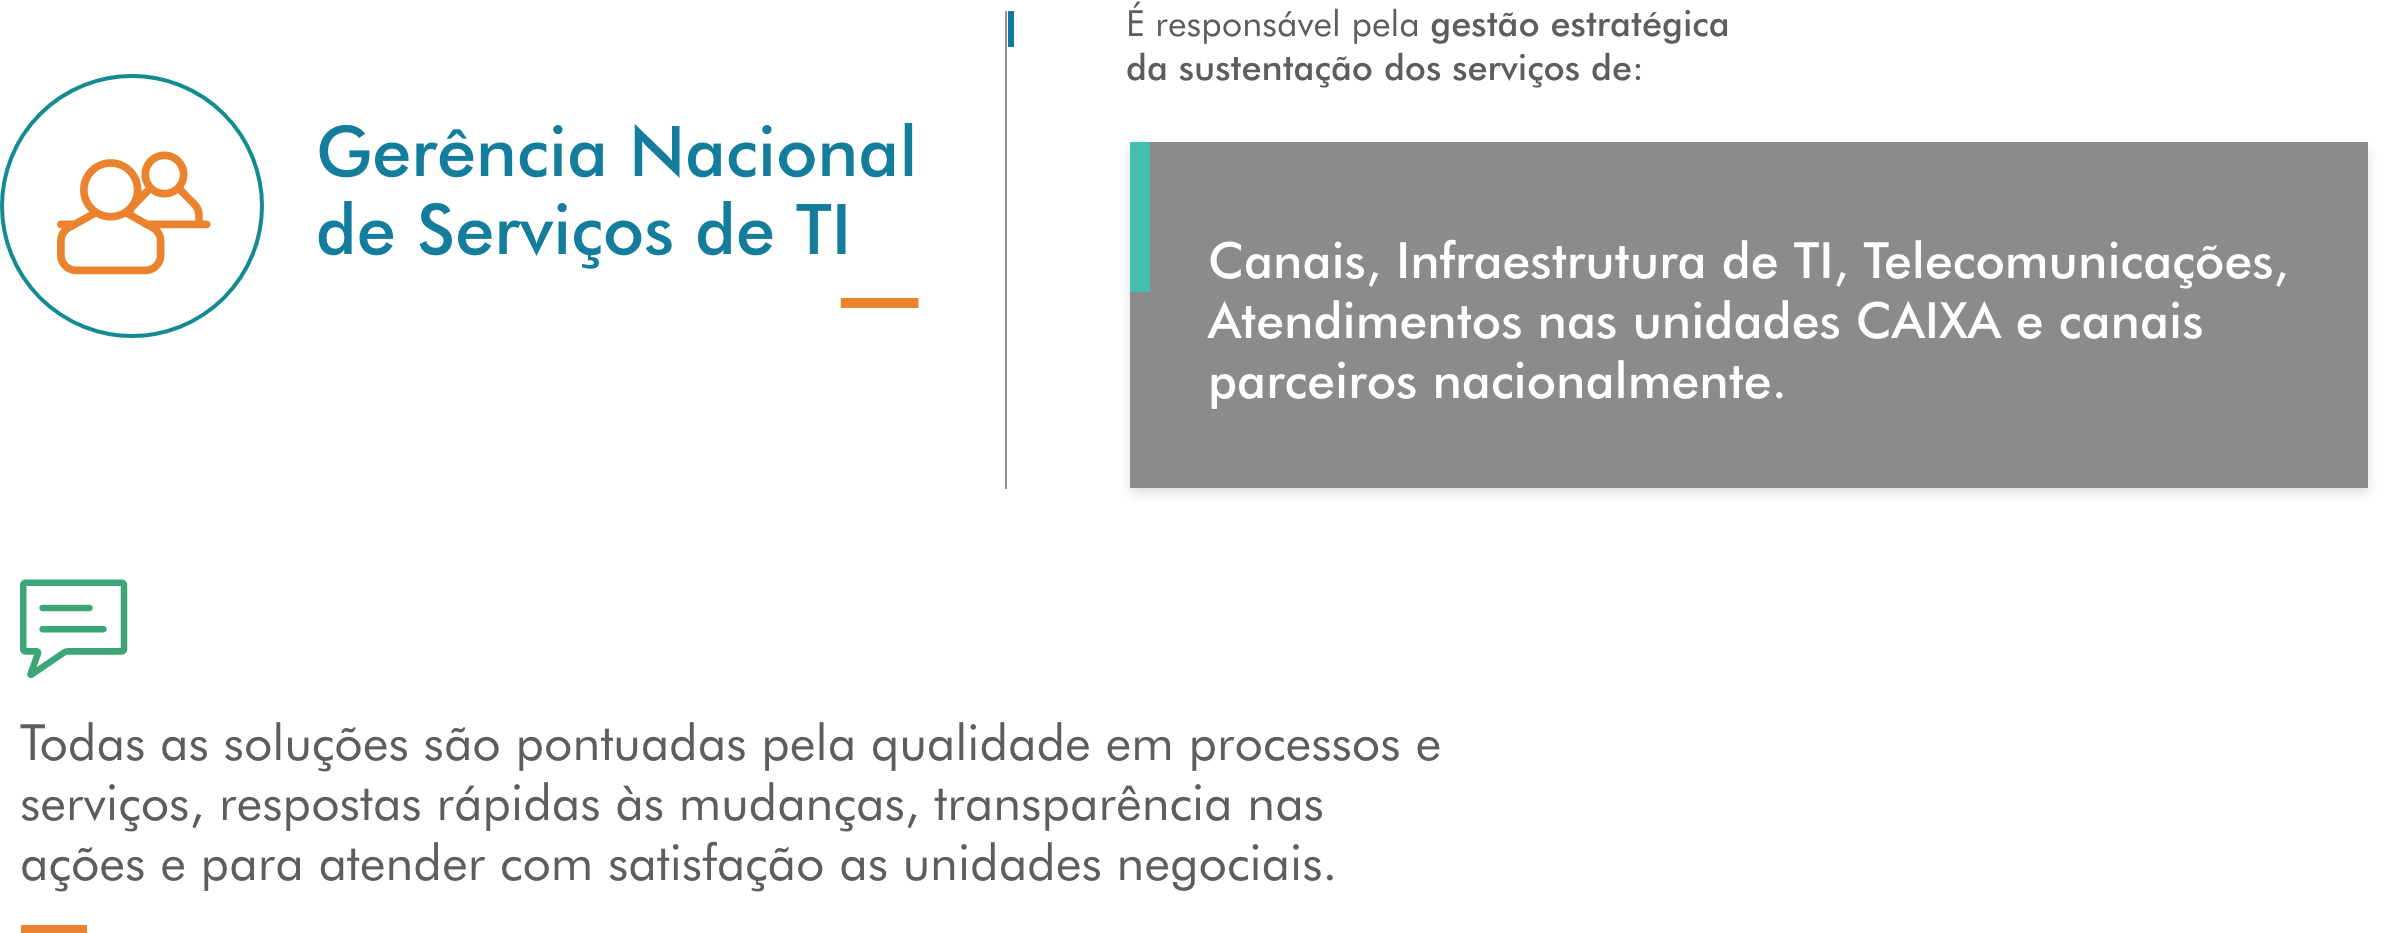 Gerência Nacional
de Serviços de TI
É responsável pela gestão estratégica
da sustentação dos serviços de:
Canais, Infraestrutura de TI, Telecomunicações,
Atendimentos nas unidades CAIXA e canais
parceiros nacionalmente.
Todas as soluções são pontuadas pela qualidade em processos e
serviços, respostas rápidas às mudanças, transparência nas
ações e para atender com satisfação as unidades negociais.